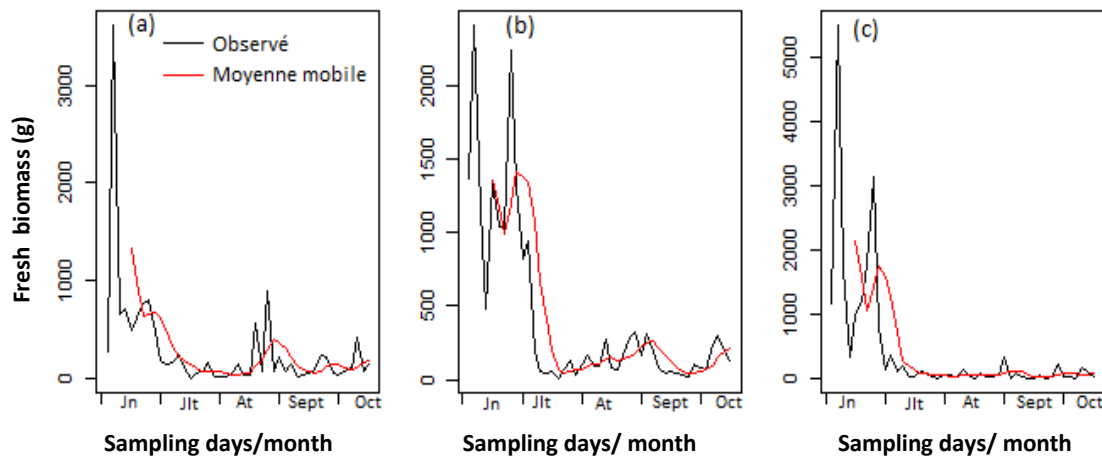 (a)
Observé
Moyenne mobile
(b)
(c)
Fresh biomass (g)
0 1000 2000 3000
0 500 1000 1500 2000
0 1000 2000 3000 4000 5000
Jn Jlt At Sept Oct
Jn Jlt At Sept Oct
Jn Jlt At Sept Oct
Sampling days/month
Sampling days/ month
Sampling days/ month